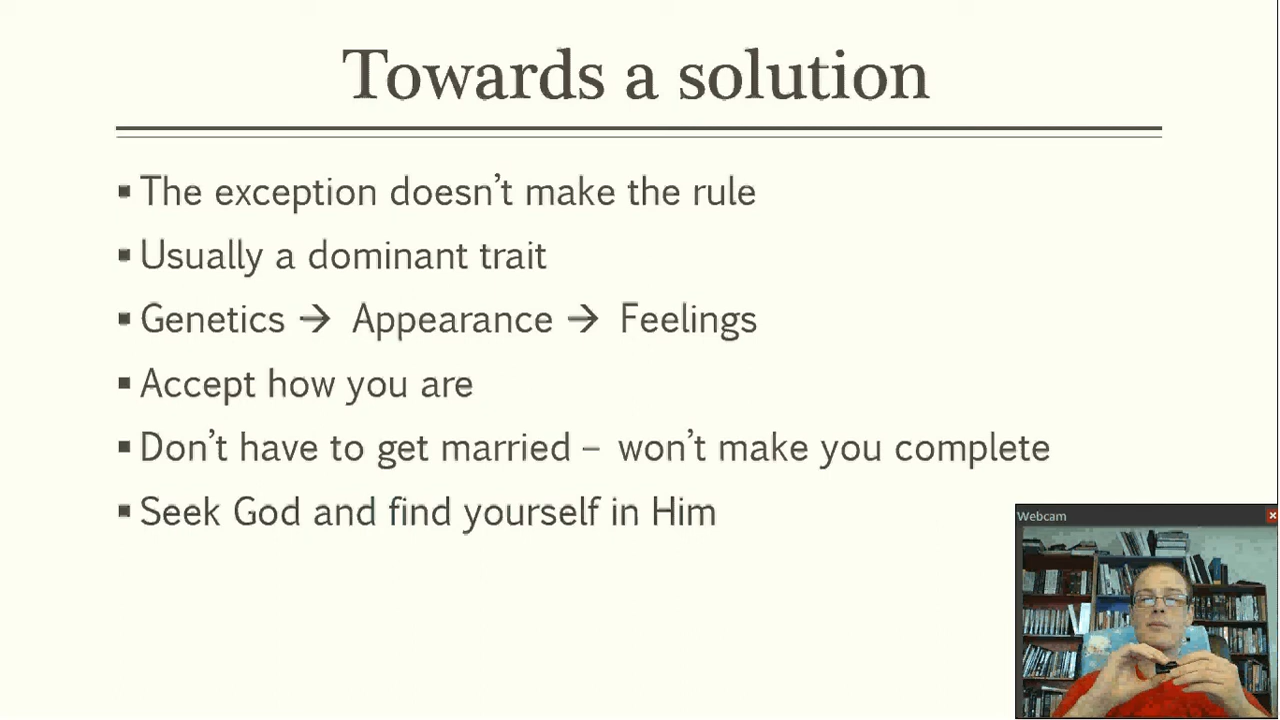 Towards a solution
▪ The exception doesn’t make the rule
▪ Usually a dominant trait
▪ Genetics → Appearance → Feelings
▪ Accept how you are
▪ Don’t have to get married – won’t make you complete
▪ Seek God and find yourself in Him
Webcam